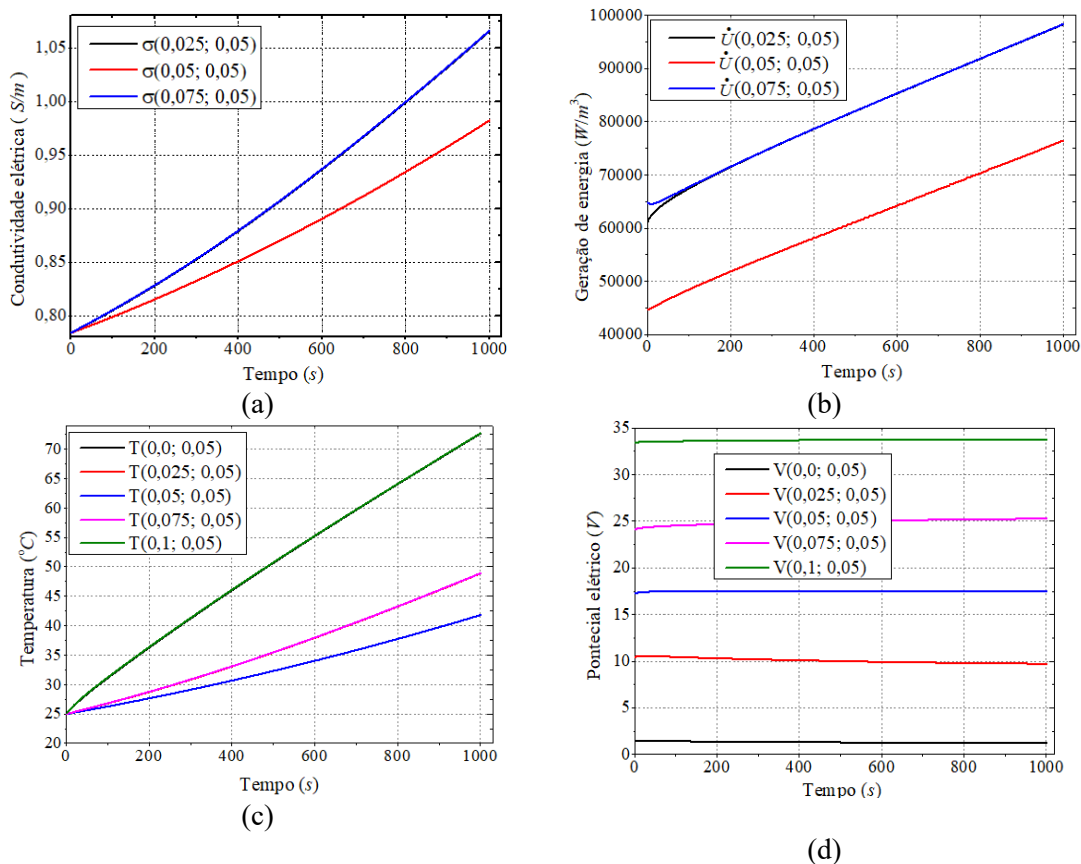 σ(0,025; 0,05)
σ(0,05; 0,05)
σ(0,075; 0,05)
Condutividade elétrica ( S/m)
1,05
1,00
0,95
0,90
0,85
0,80
0 200 400 600 800 1000
Tempo (s)
(a)
U̇(0,025; 0,05)
U̇(0,05; 0,05)
U̇(0,075; 0,05)
Geração de energia (W/m³)
100000
90000
80000
70000
60000
50000
40000
0 200 400 600 800 1000
Tempo (s)
(b)
T(0,0; 0,05)
T(0,025; 0,05)
T(0,05; 0,05)
T(0,075; 0,05)
T(0,1; 0,05)
Temperatura (°C)
70
65
60
55
50
45
40
35
30
25
20
0 200 400 600 800 1000
Tempo (s)
(c)
V(0,0; 0,05)
V(0,025; 0,05)
V(0,05; 0,05)
V(0,075; 0,05)
V(0,1; 0,05)
Pontecial elétrico (V)
35
30
25
20
15
10
5
0
0 200 400 600 800 1000
Tempo (s)
(d)